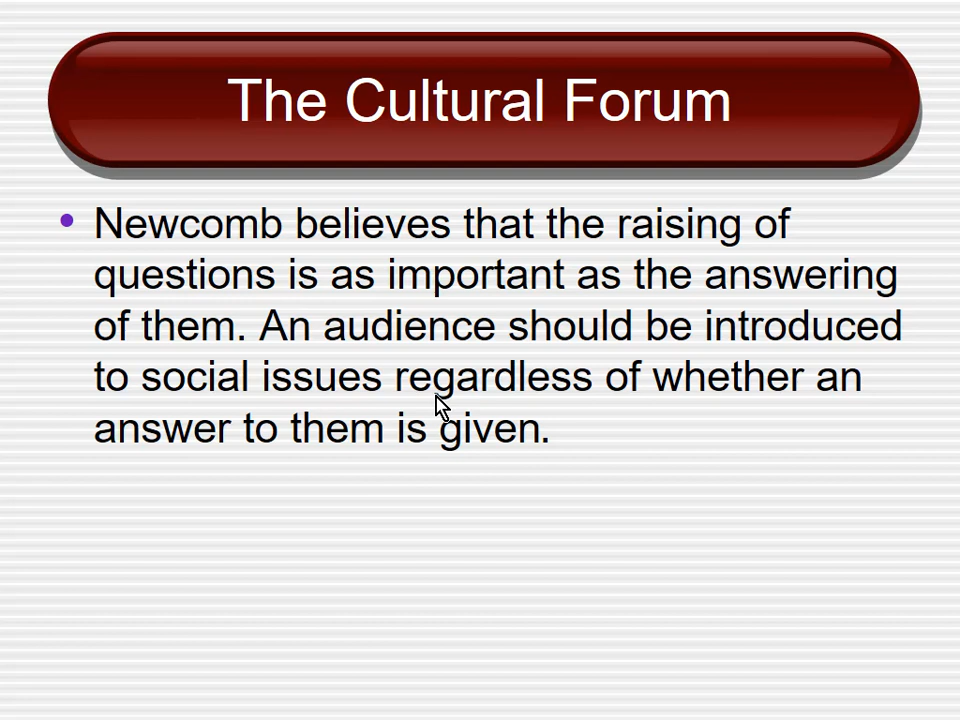 The Cultural Forum
• Newcomb believes that the raising of
questions is as important as the answering
of them. An audience should be introduced
to social issues regardless of whether an
answer to them is given.